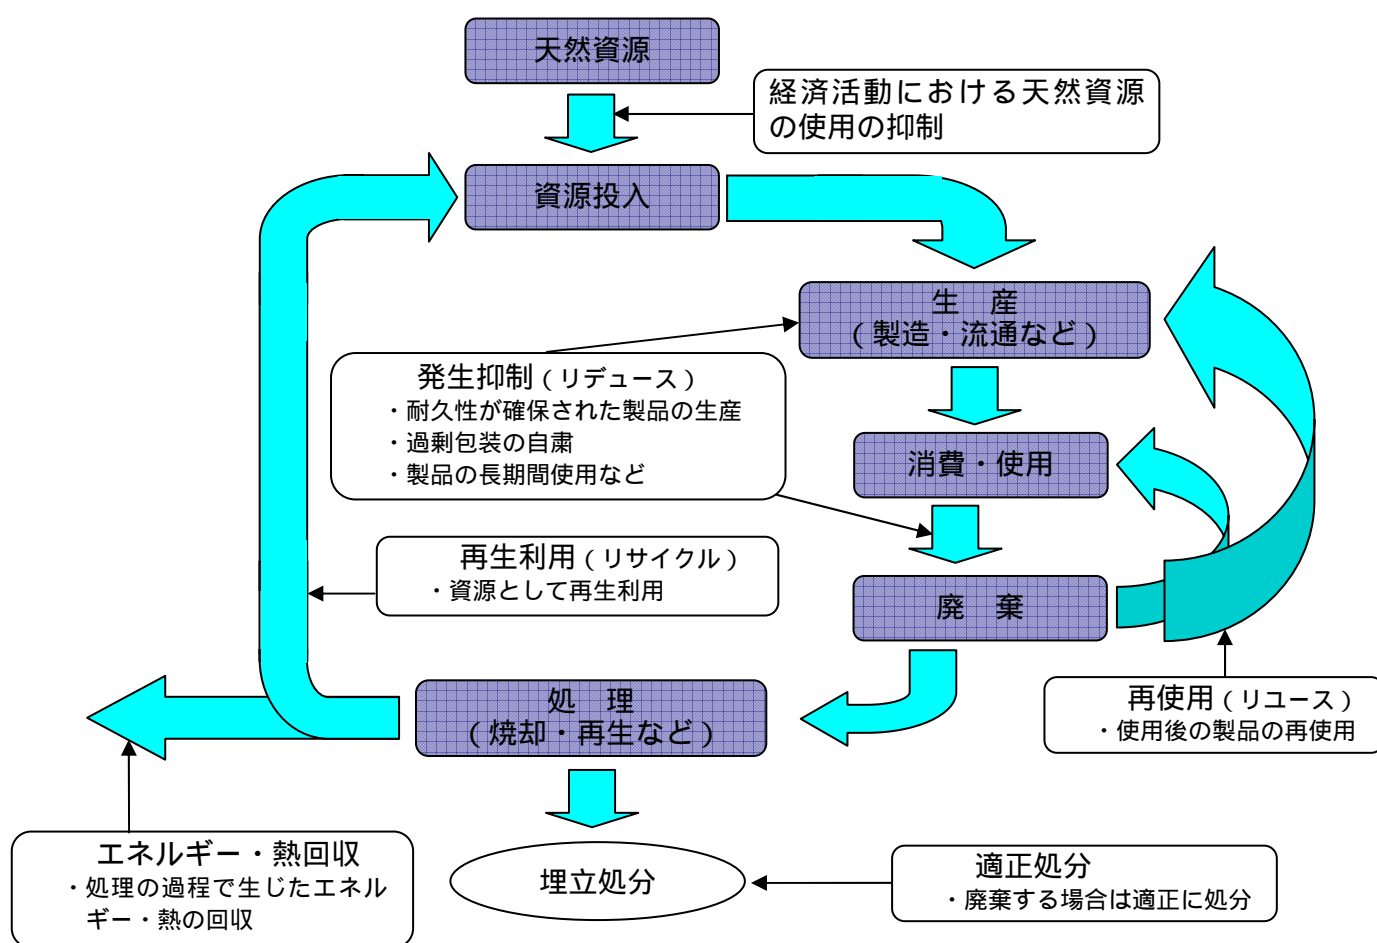 天然資源
経済活動における天然資源
の使用の抑制
資源投入
生　産
（製造・流通など）
発生抑制（リデュース）
・耐久性が確保された製品の生産
・過剰包装の自粛
・製品の長期間使用など
消費・使用
再生利用（リサイクル）
・資源として再生利用
廃　棄
処　理
（焼却・再生など）
再使用（リユース）
・使用後の製品の再使用
エネルギー・熱回収
・処理の過程で生じたエネル
ギー・熱の回収
埋立処分
適正処分
・廃棄する場合は適正に処分